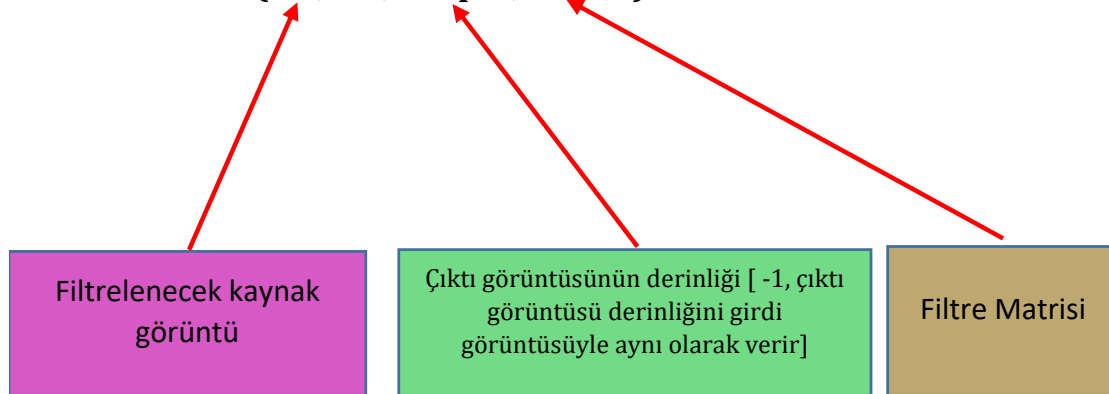 Filtrelenecek kaynak
görüntü
Çıktı görüntüsünün derinliği [ -1, çıktı
görüntüsü derinliğini girdi
görüntüsüyle aynı olarak verir]
Filtre Matrisi